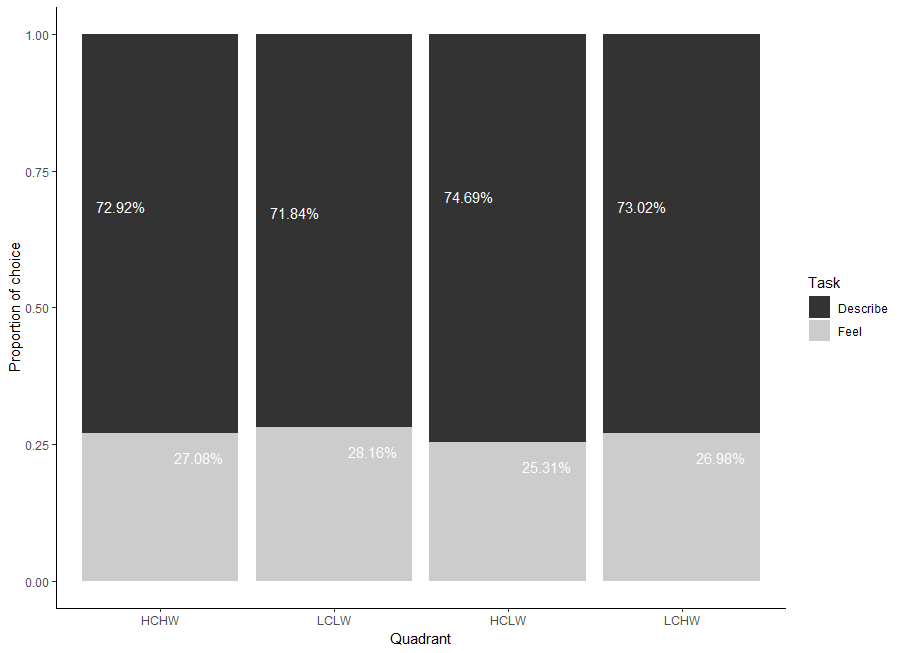 1.00
0.75
0.50
0.25
0.00
Proportion of choice
72.92%
71.84%
74.69%
73.02%
27.08%
28.16%
25.31%
26.98%
HCHW
LCLW
HCLW
LCHW
Quadrant
Task
Describe
Feel